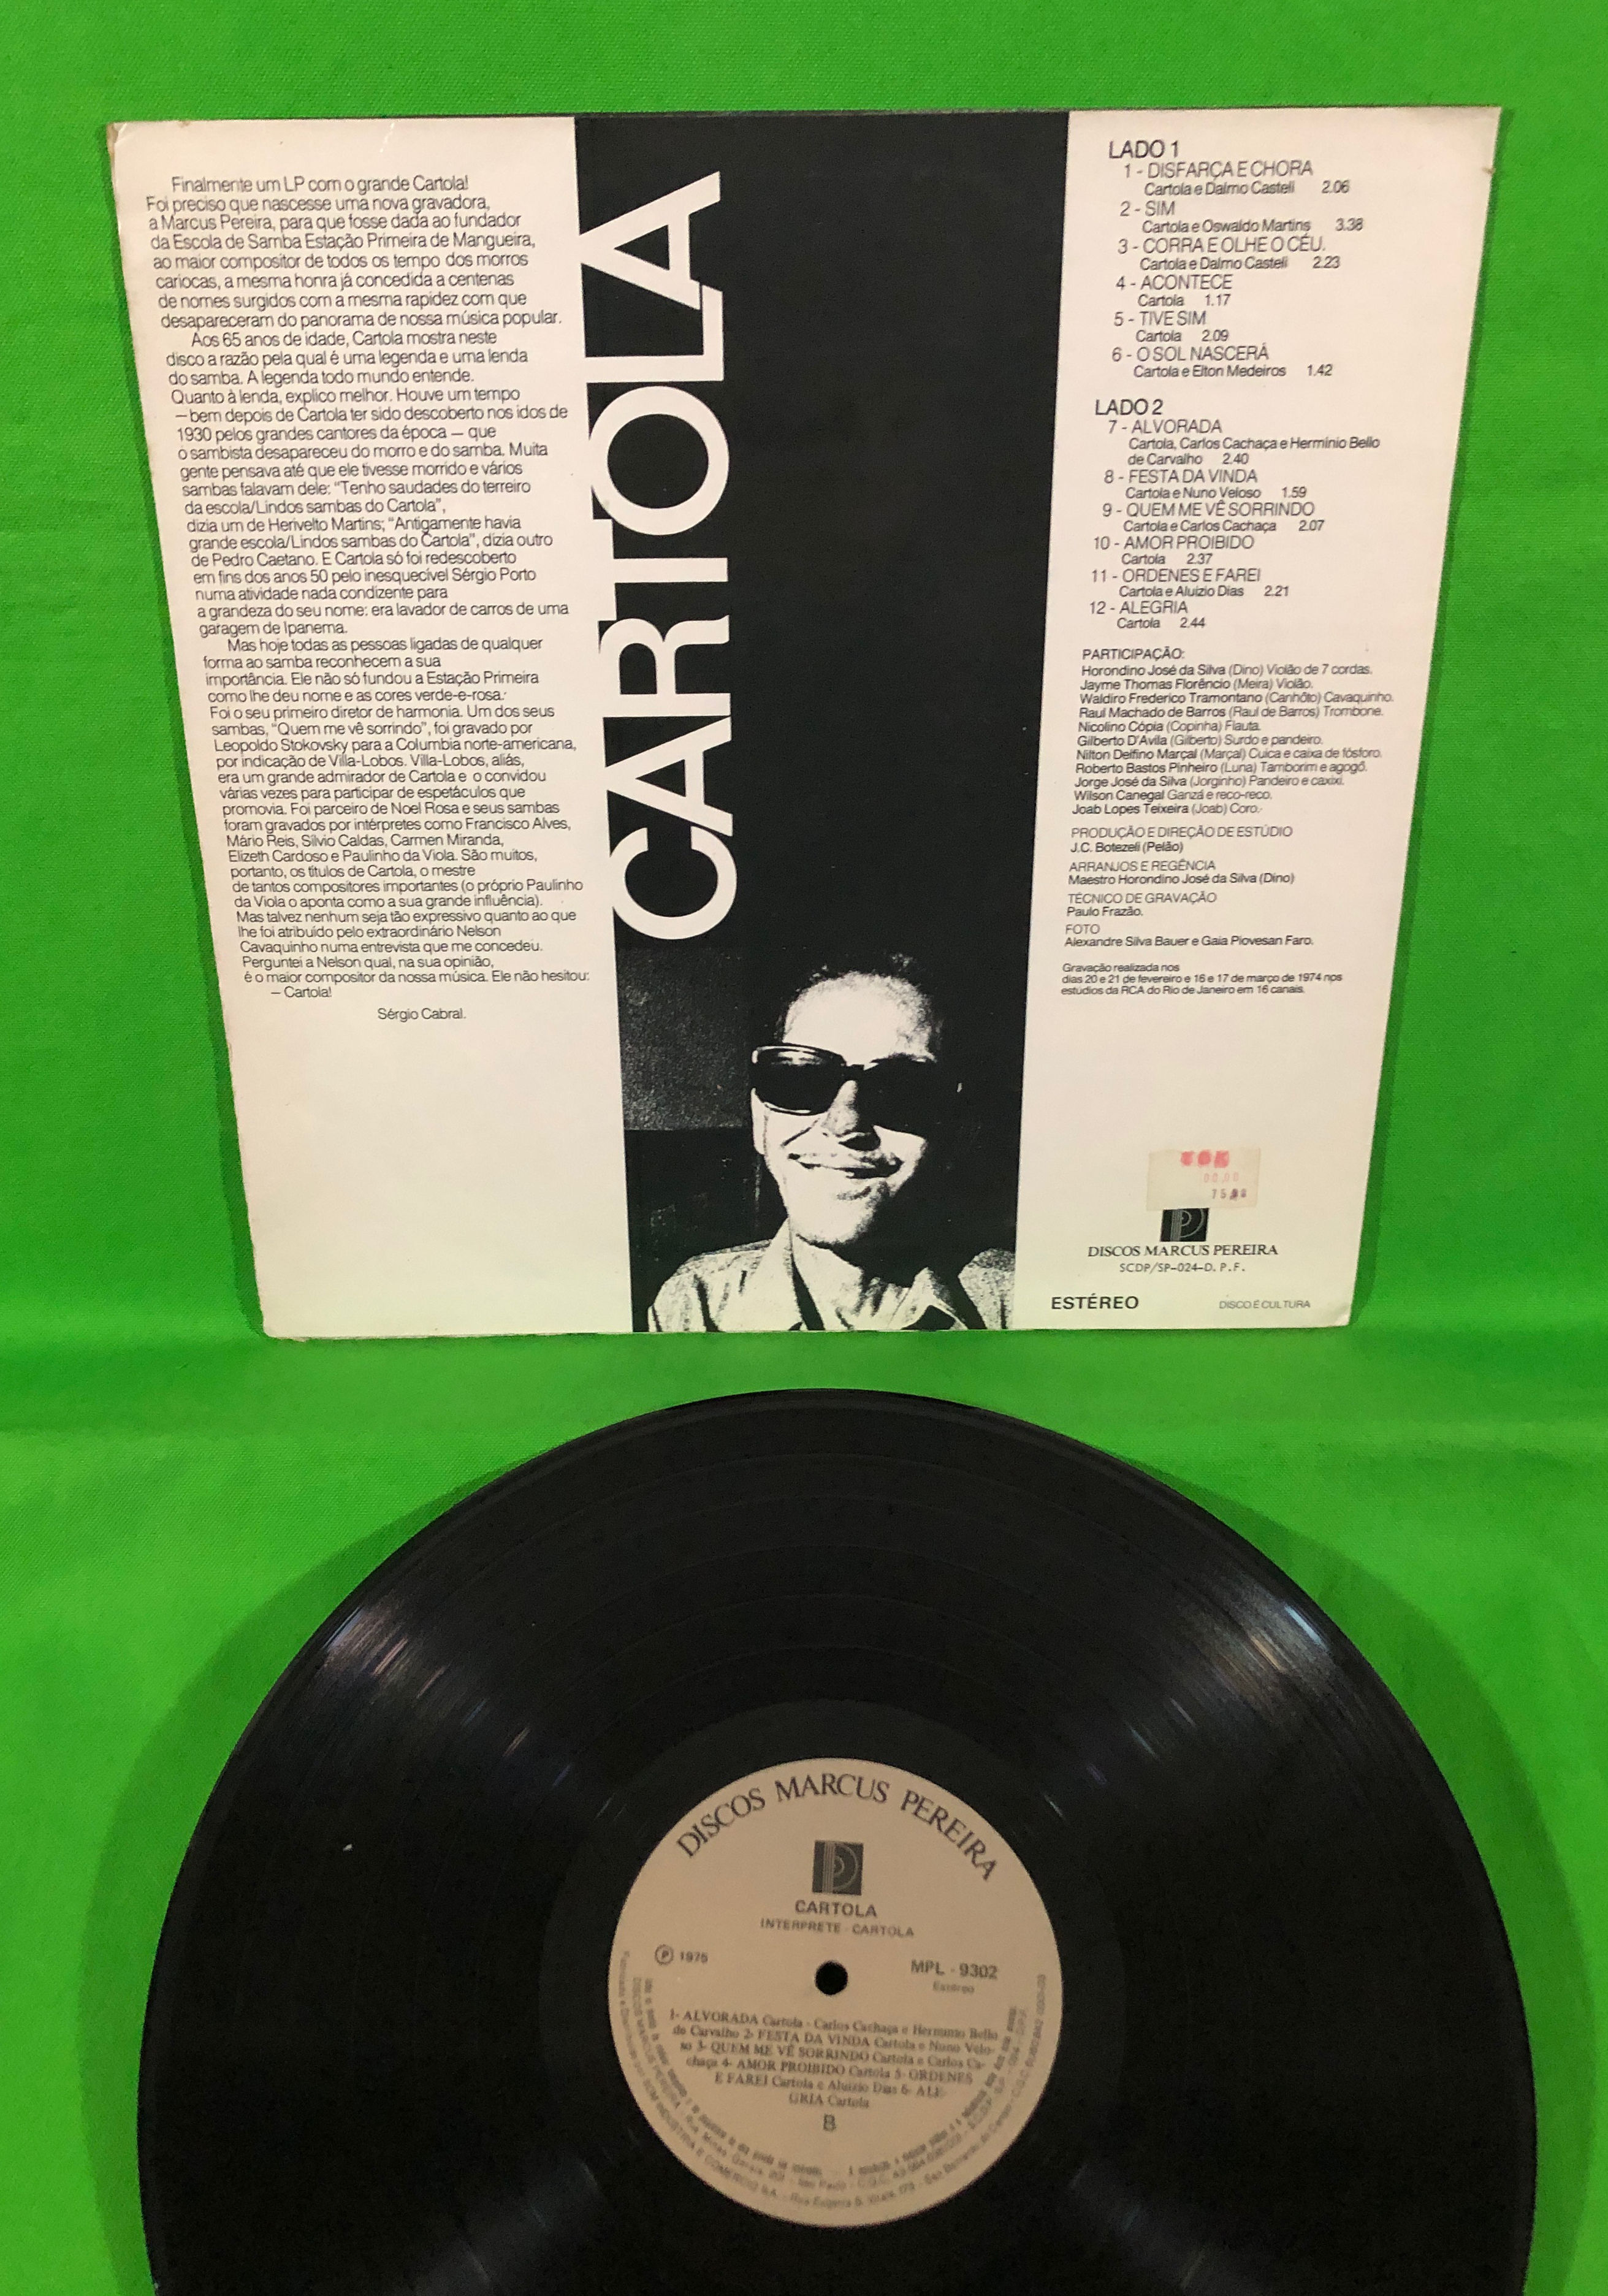 Finalmente um LP com o grande Cartola!
Foi preciso que nascesse uma nova gravadora,
a Marcus Pereira, para que fosse dada ao fundador
da Escola de Samba Estação Primeira de Mangueira,
ao maior compositor de todos os tempo dos morros
cariocas, a mesma honra já concedida a centenas
de nomes surgidos com a mesma rapidez com que
desapareceram do panorama de nossa música popular.
Aos 65 anos de idade, Cartola mostra neste
disco a razão pela qual é uma legenda e uma lenda
do samba. A legenda todo mundo entende.
Quanto à lenda, explico melhor. Houve um tempo
—bem depois de Cartola ter sido descoberto nos idos de
1930 pelos grandes cantores da época — que
o sambista desapareceu do morro e do samba. Muita
gente pensava até que ele tivesse morrido e vários
sambas falavam dele: "Tenho saudades do terreiro
da escola/Lindos sambas do Cartola",
dizia um de Herivelto Martins; "Antigamente havia
grande escola/Lindos sambas do Cartola", dizia outro
de Pedro Caetano. E Cartola só foi redescoberto
em fins dos anos 50 pelo inesquecível Sérgio Porto
numa atividade nada condizente para
a grandeza do seu nome: era lavador de carros de uma
garagem de Ipanema.
Mas hoje todas as pessoas ligadas de qualquer
forma ao samba reconhecem a sua
importância. Ele não só fundou a Estação Primeira
como lhe deu nome e as cores verde-e-rosa.
Foi o seu primeiro diretor de harmonia. Um dos seus
sambas, "Quem me vê sorrindo", foi gravado por
Leopoldo Stokovsky para a Columbia norte-americana,
por indicação de Villa-Lobos. Villa-Lobos, aliás,
era um grande admirador de Cartola e o convidou
várias vezes para participar de espetáculos que
promovia. Foi parceiro de Noel Rosa e seus sambas
foram gravados por intérpretes como Francisco Alves,
Mário Reis, Silvio Caldas, Carmen Miranda,
Elizeth Cardoso e Paulinho da Viola. São muitos,
portanto, os títulos de Cartola, o mestre
de tantos compositores importantes (o próprio Paulinho
da Viola o aponta como a sua grande influência).
Mas talvez nenhum seja tão expressivo quanto ao que
lhe foi atribuído pelo extraordinário Nelson
Cavaquinho numa entrevista que me concedeu.
Perguntei a Nelson qual, na sua opinião,
é o maior compositor da nossa música. Ele não hesitou:
— Cartola!
Sérgio Cabral.
CARTOLA
LADO 1
1 - DISFARÇA E CHORA
Cartola e Dalmo Casteli 2.06
2 - SIM
Cartola e Oswaldo Martins 3.38
3 - CORRA E OLHE O CÉU.
Cartola e Dalmo Casteli 2.23
4 - ACONTECE
Cartola 1.17
5 - TIVE SIM
Cartola 2.09
6 - O SOL NASCERÁ
Cartola e Elton Medeiros 1.42
LADO 2
7 - ALVORADA
Cartola, Carlos Cachaça e Hermínio Bello
de Carvalho 2.40
8 - FESTA DA VINDA
Cartola e Nuno Veloso 1.59
9 - QUEM ME VÊ SORRINDO
Cartola e Carlos Cachaça 2.07
10 - AMOR PROIBIDO
Cartola 2.37
11 - ORDENES E FAREI
Cartola e Aluizio Dias 2.21
12 - ALEGRIA
Cartola 2.44
PARTICIPAÇÃO:
Horondino José da Silva (Dino) Violão de 7 cordas.
Jayme Thomas Florêncio (Meira) Violão.
Waldiro Frederico Tramontano (Canhôto) Cavaquinho.
Raul Machado de Barros (Raul de Barros) Trombone.
Nicolino Cópia (Copinha) Flauta.
Gilberto D'Avila (Gilberto) Surdo e pandeiro.
Nilton Delfino Marçal (Marçal) Cuica e caixa de fósforo.
Roberto Bastos Pinheiro (Luna) Tamborim e agogô.
Jorge José da Silva (Jorginho) Pandeiro e caxixi.
Wilson Canegal Ganzá e reco-reco.
Joab Lopes Teixeira (Joab) Coro.
PRODUÇÃO E DIREÇÃO DE ESTÚDIO
J.C. Botezeli (Pelão)
ARRANJOS E REGÊNCIA
Maestro Horondino José da Silva (Dino)
TÉCNICO DE GRAVAÇÃO
Paulo Frazão.
FOTO
Alexandre Silva Bauer e Gaia Piovesan Faro.
Gravação realizada nos
dias 20 e 21 de fevereiro e 16 e 17 de março de 1974 nos
estúdios da RCA do Rio de Janeiro em 16 canais.
DISCOS MARCUS PEREIRA
SCDP/SP-024-D.P.F.
ESTÉREO
DISCO É CULTURA
DISCOS MARCUS PEREIRA
CARTOLA
INTERPRETE - CARTOLA
Ⓟ 1975
MPL - 9302
Estéreo
1- ALVORADA Cartola - Carlos Cachaça e Herminio Bello
de Carvalho 2- FESTA DA VINDA Cartola e Nuno Velo-
so 3- QUEM ME VÊ SORRINDO Cartola e Carlos Ca-
chaça 4- AMOR PROIBIDO Cartola 5- ORDENES
E FAREI Cartola e Aluizio Dias 6- ALE-
GRIA Cartola
B